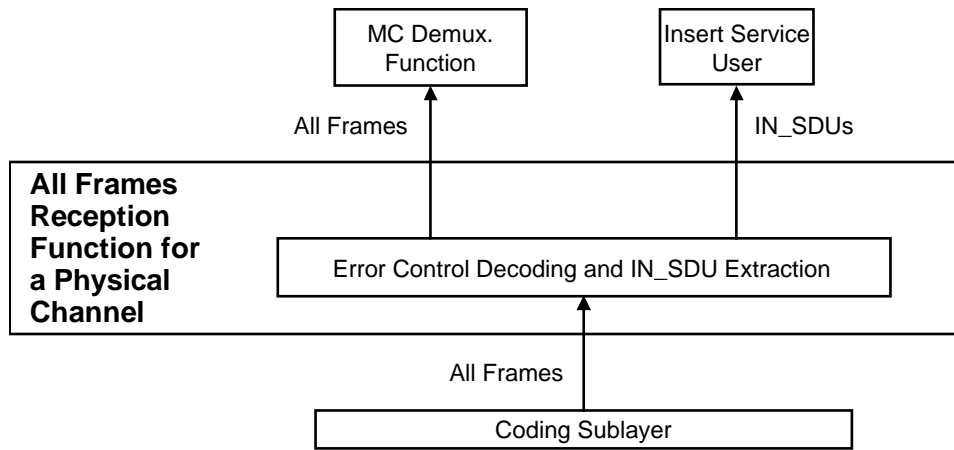 MC Demux.
Function
Insert Service
User
All Frames
IN_SDUs
All Frames
Reception
Function for
a Physical
Channel
Error Control Decoding and IN_SDU Extraction
All Frames
Coding Sublayer